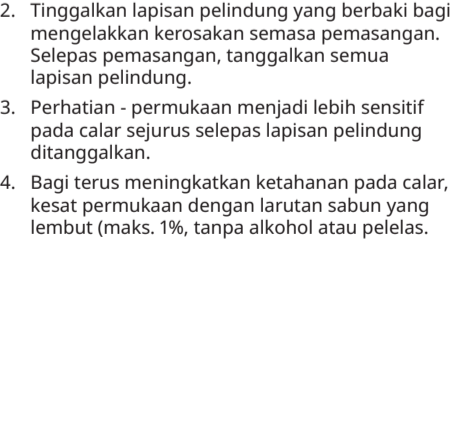 2. Tinggalkan lapisan pelindung yang berbaki bagi
mengelakkan kerosakan semasa pemasangan.
Selepas pemasangan, tanggalkan semua
lapisan pelindung.
3. Perhatian - permukaan menjadi lebih sensitif
pada calar sejurus selepas lapisan pelindung
ditanggalkan.
4. Bagi terus meningkatkan ketahanan pada calar,
kesat permukaan dengan larutan sabun yang
lembut (maks. 1%, tanpa alkohol atau pelelas.